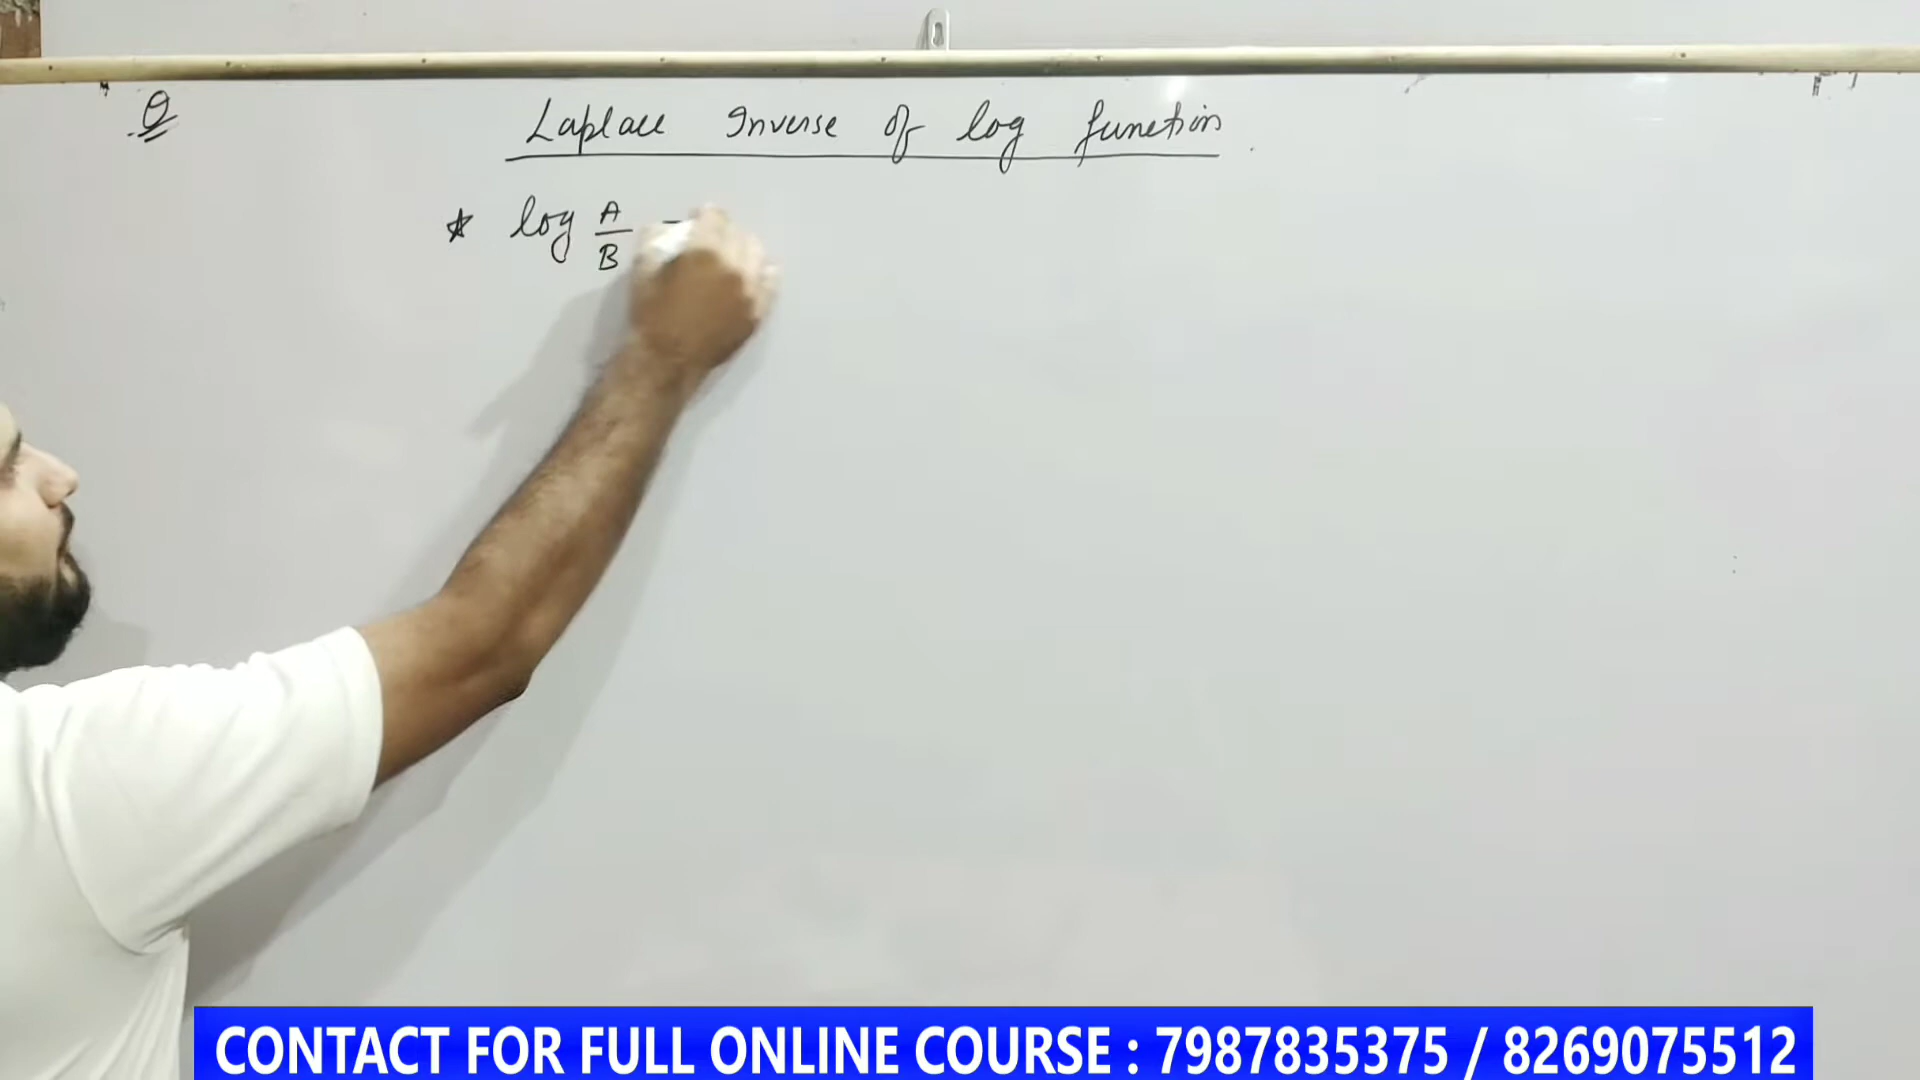 Q Laplace Inverse of log function
* log A/B =
CONTACT FOR FULL ONLINE COURSE : 7987835375 / 8269075512